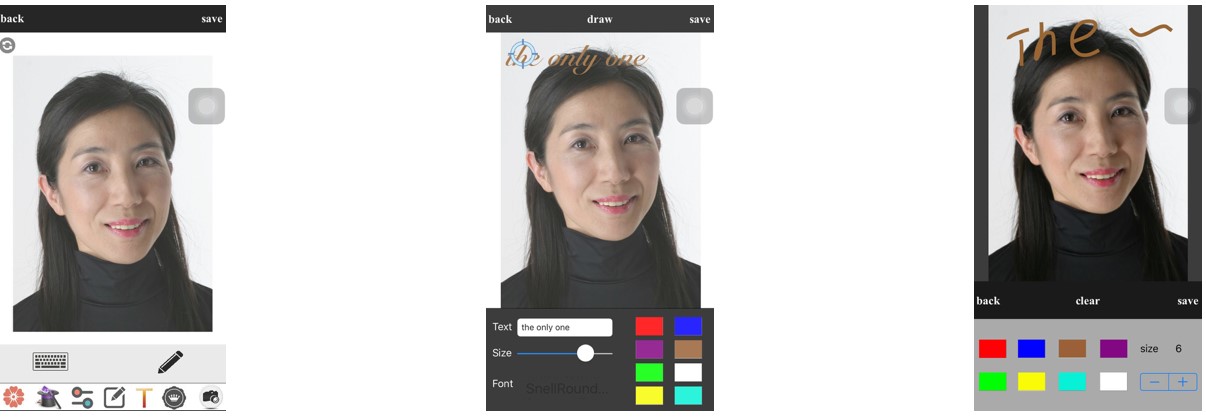 back save
back draw save
the only one
Text the only one
Size
Font SnellRound...
The
back clear save
size 6